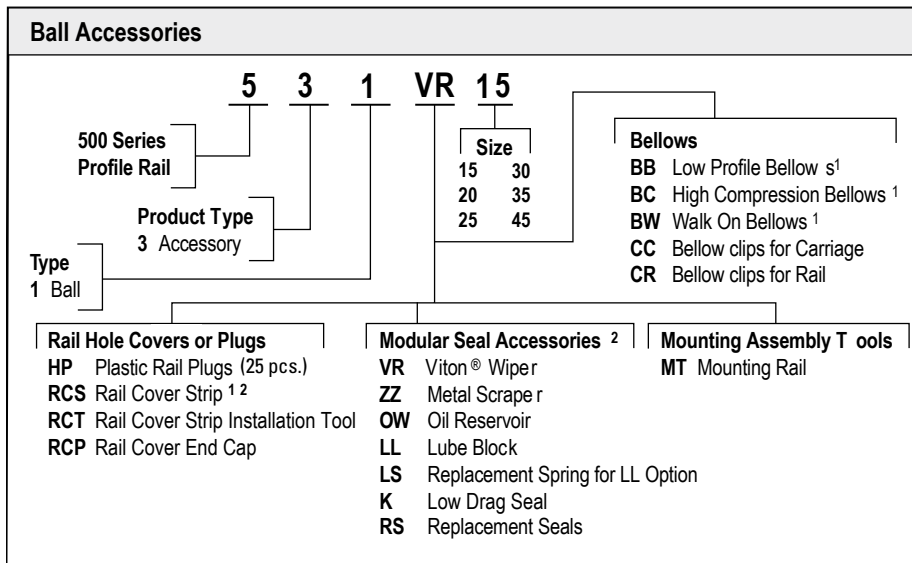 Ball Accessories
5 3 1 VR 15
500 Series
Profile Rail
Size
15 30
20 35
25 45
Product Type
3 Accessory
Type
1 Ball
Bellows
BB Low Profile Bellow s1
BC High Compression Bellows 1
BW Walk On Bellows 1
CC Bellow clips for Carriage
CR Bellow clips for Rail
Rail Hole Covers or Plugs
HP Plastic Rail Plugs (25 pcs.)
RCS Rail Cover Strip 1 2
RCT Rail Cover Strip Installation Tool
RCP Rail Cover End Cap
Modular Seal Accessories 2
VR Viton ® Wiper
ZZ Metal Scrape r
OW Oil Reservoir
LL Lube Block
LS Replacement Spring for LL Option
K Low Drag Seal
RS Replacement Seals
Mounting Assembly T ools
MT Mounting Rail